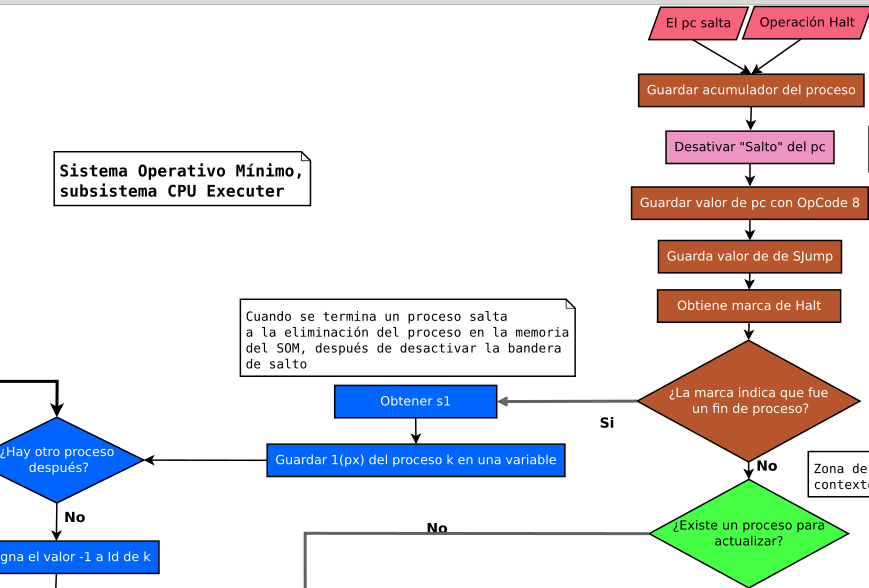 El pc salta
Operación Halt
Guardar acumulador del proceso
Desativar "Salto" del pc
Sistema Operativo Mínimo,
subsistema CPU Executer
Guardar valor de pc con OpCode 8
Guarda valor de de SJump
Obtiene marca de Halt
Cuando se termina un proceso salta
a la eliminación del proceso en la memoria
del SOM, después de desactivar la bandera
de salto
¿La marca indica que fue
un fin de proceso?
Obtener s1
Si
¿Hay otro proceso
después?
Guardar 1(px) del proceso k en una variable
No
Zona de
No
¿Existe un proceso para
actualizar?
No
el valor -1 a Id de k